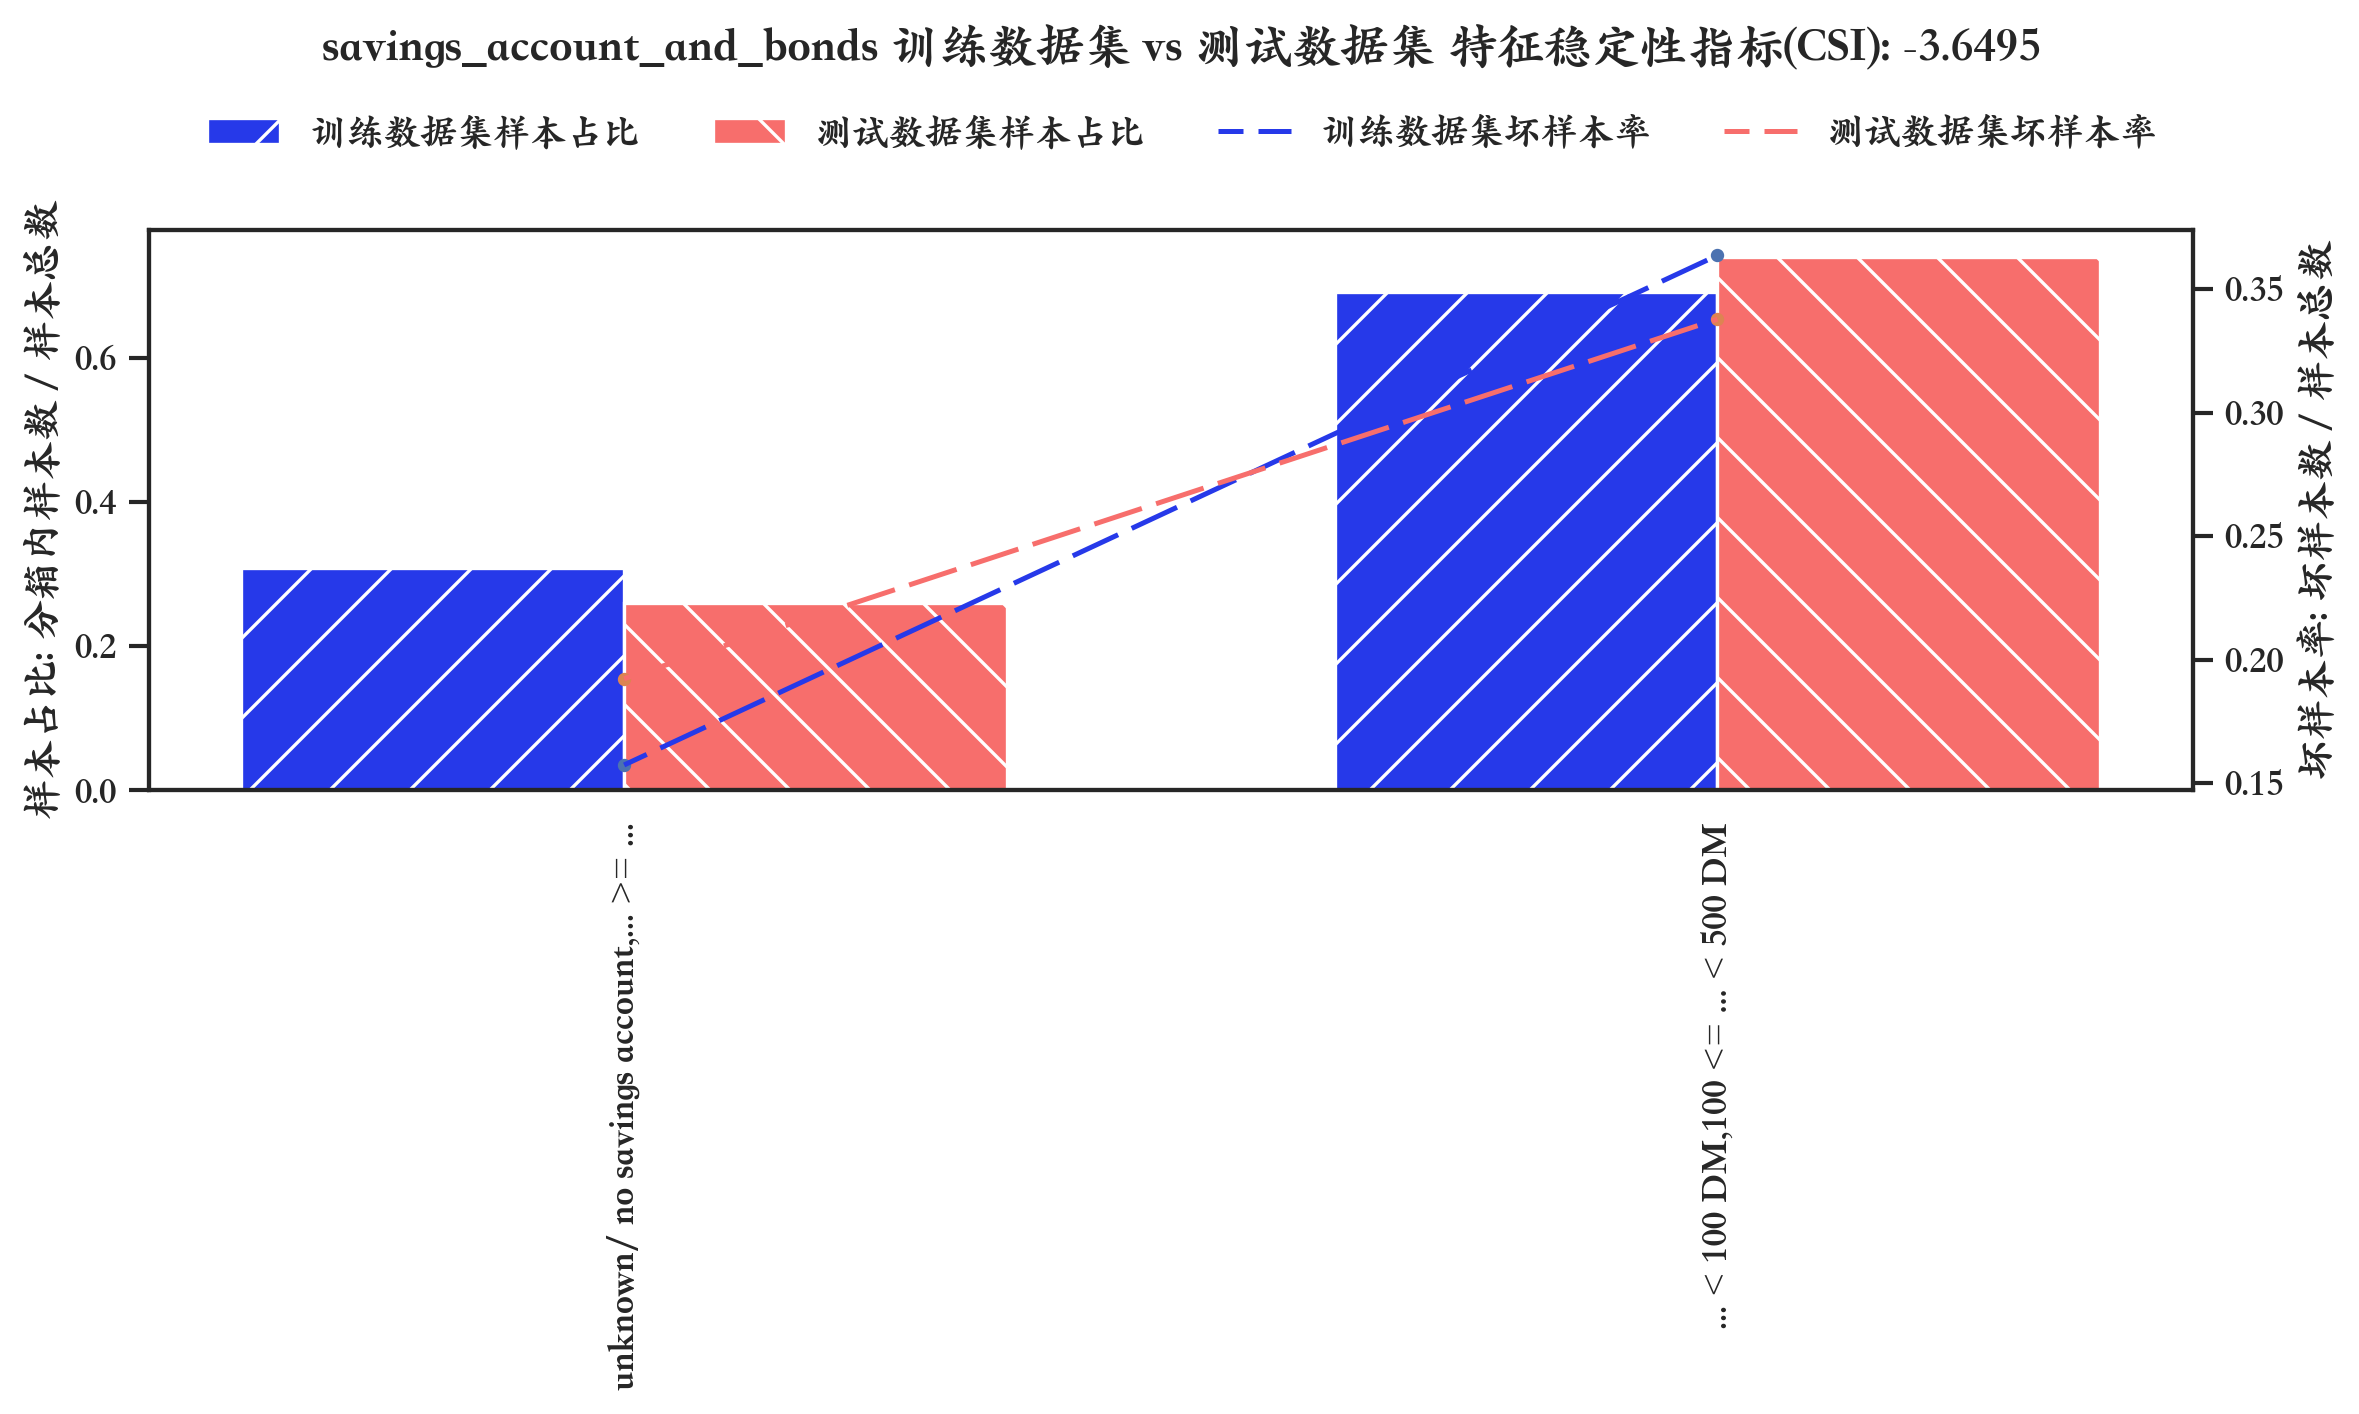 savings_account_and_bonds 训练数据集 vs 测试数据集 特征稳定性指标(CSI): -3.6495
训练数据集样本占比
测试数据集样本占比
训练数据集坏样本率
测试数据集坏样本率
样本占比: 分箱内样本数 / 样本总数
0.6
0.4
0.2
0.0
0.35
0.30
0.25
0.20
0.15
坏样本率: 坏样本数 / 样本总数
unknown/ no savings account,... >= ...
... < 100 DM,100 <= ... < 500 DM